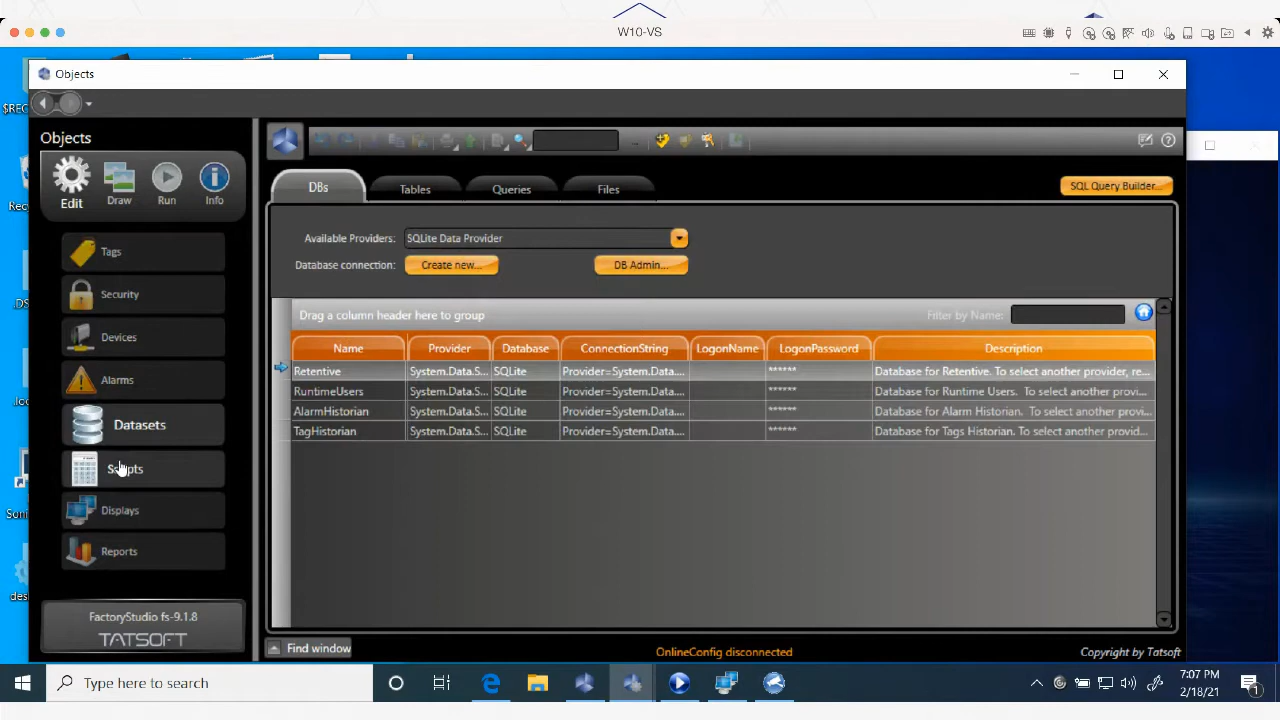 W10-VS
Objects
$REC
Objects
Edit
Draw
Run
Info
...
DBs
Tables
Queries
Files
SQL Query Builder...
Available Providers:
SQLite Data Provider
Database connection:
Create new...
DB Admin...
Tags
Security
Devices
Alarms
Datasets
Scripts
Displays
Reports
Drag a column header here to group
Filter by Name:
Name Provider Database ConnectionString LogonName LogonPassword Description
Retentive System.Data.S... SQLite Provider=System.Data.... ****** Database for Retentive. To select another provider, re...
RuntimeUsers System.Data.S... SQLite Provider=System.Data.... ****** Database for Runtime Users. To select another provi...
AlarmHistorian System.Data.S... SQLite Provider=System.Data.... ****** Database for Alarm Historian. To select another provi...
TagHistorian System.Data.S... SQLite Provider=System.Data.... ****** Database for Tags Historian. To select another provid...
FactoryStudio fs-9.1.8
TATSOFT
Find window
OnlineConfig disconnected
Copyright by Tatsoft
Type here to search
7:07 PM
2/18/21
1